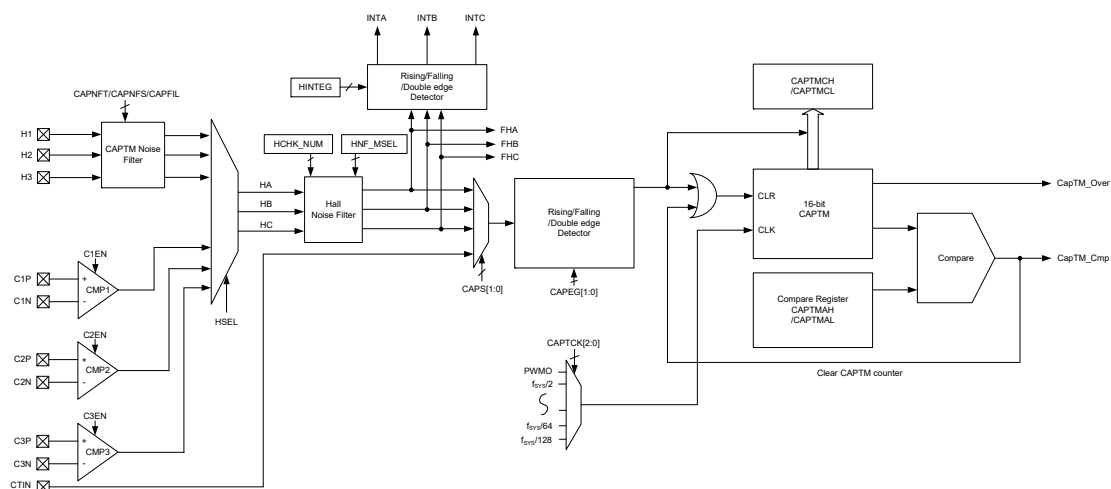 INTA
INTB
INTC
HINTEG
Rising/Falling
/Double edge
Detector
CAPTMCH
/CAPTMCL
CAPNFT/CAPNFS/CAPFIL
H1
H2
H3
CAPTM Noise
Filter
HCHK_NUM
HNF_MSEL
FHA
FHB
FHC
HA
HB
HC
Hall
Noise Filter
Rising/Falling
/Double edge
Detector
CLR
CLK
16-bit
CAPTM
CapTM_Over
C1EN
C1P
C1N
+
-
CMP1
HSEL
CAPS[1:0]
CAPEG[1:0]
Compare
CapTM_Cmp
Compare Register
CAPTMAH
/CAPTMAL
C2EN
C2P
C2N
+
-
CMP2
CAPTCK[2:0]
PWMO
fSYS/2
fSYS/64
fSYS/128
Clear CAPTM counter
C3EN
C3P
C3N
+
-
CMP3
CTIN